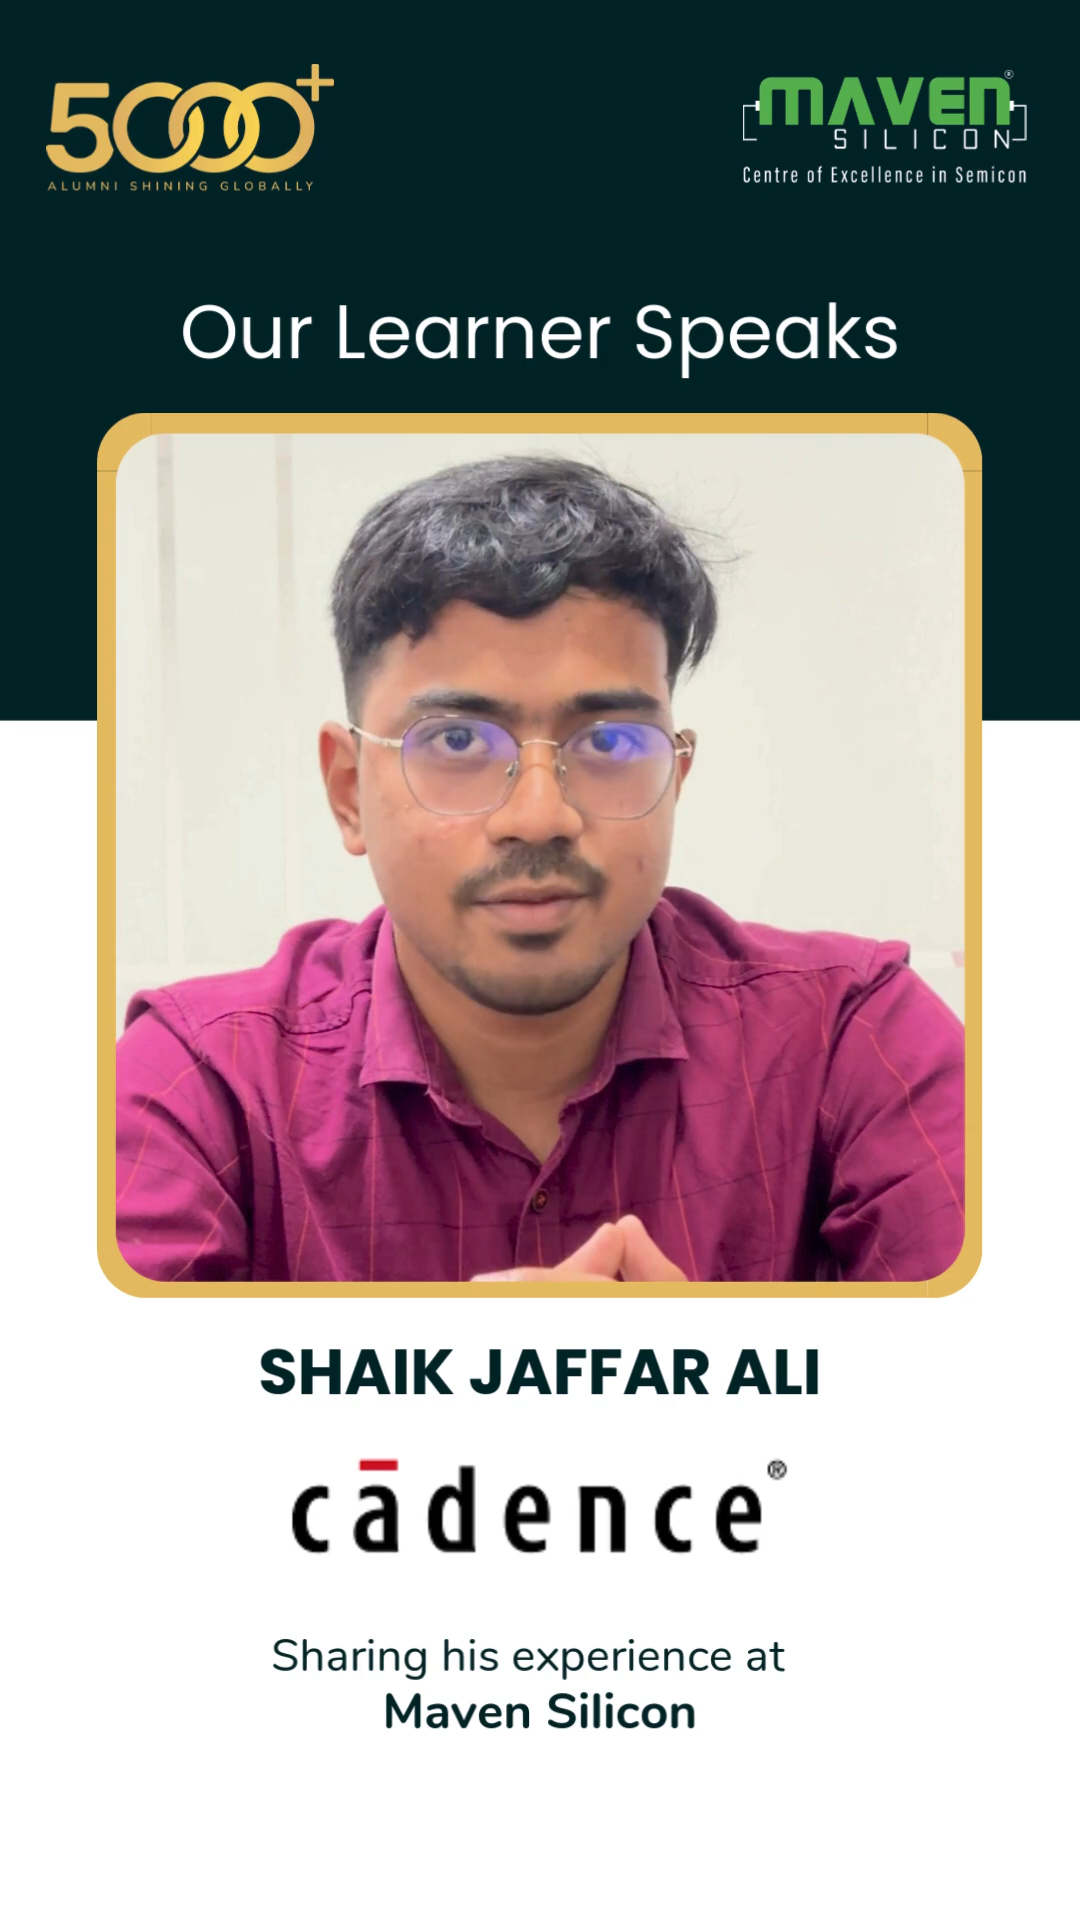 5000+
ALUMNI SHINING GLOBALLY
MAVEN®
SILICON
Centre of Excellence in Semicon
Our Learner Speaks
SHAIK JAFFAR ALI
cādence®
Sharing his experience at
Maven Silicon